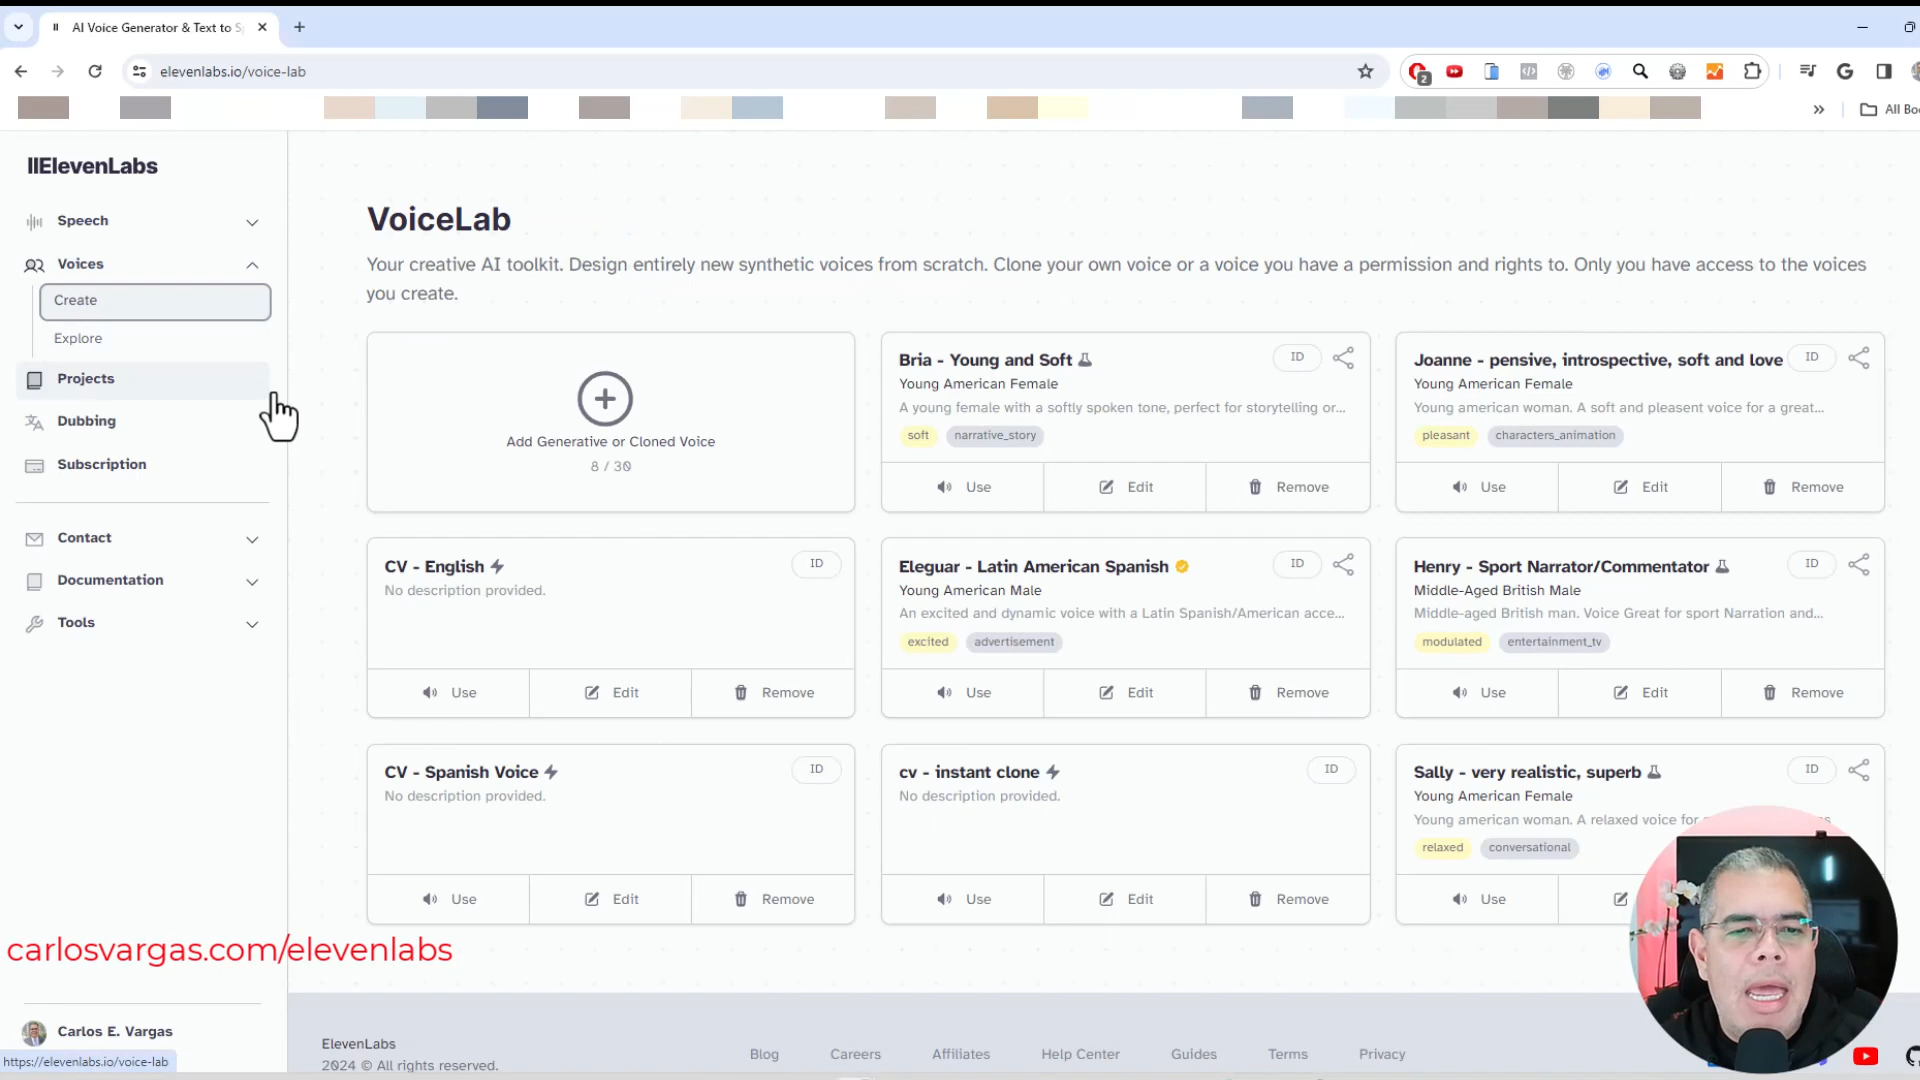 AI Voice Generator & Text to S
elevenlabs.io/voice-lab
2
All Boo
IIElevenLabs
Speech
Voices
Create
Explore
Projects
Dubbing
Subscription
Contact
Documentation
Tools
VoiceLab
Your creative AI toolkit. Design entirely new synthetic voices from scratch. Clone your own voice or a voice you have a permission and rights to. Only you have access to the voices
you create.
Add Generative or Cloned Voice
8 / 30
Bria - Young and Soft
ID
Young American Female
A young female with a softly spoken tone, perfect for storytelling or...
soft narrative_story
Use Edit Remove
Joanne - pensive, introspective, soft and love
ID
Young American Female
Young american woman. A soft and pleasent voice for a great...
pleasant characters_animation
Use Edit Remove
CV - English
ID
No description provided.
Use Edit Remove
Eleguar - Latin American Spanish
ID
Young American Male
An excited and dynamic voice with a Latin Spanish/American acce...
excited advertisement
Use Edit Remove
Henry - Sport Narrator/Commentator
ID
Middle-Aged British Male
Middle-aged British man. Voice Great for sport Narration and...
modulated entertainment_tv
Use Edit Remove
CV - Spanish Voice
ID
No description provided.
Use Edit Remove
cv - instant clone
ID
No description provided.
Use Edit Remove
Sally - very realistic, superb
ID
Young American Female
Young american woman. A relaxed voice for
relaxed conversational
Use
carlosvargas.com/elevenlabs
Carlos E. Vargas
https://elevenlabs.io/voice-lab
ElevenLabs
2024 © All rights reserved.
Blog Careers Affiliates Help Center Guides Terms Privacy